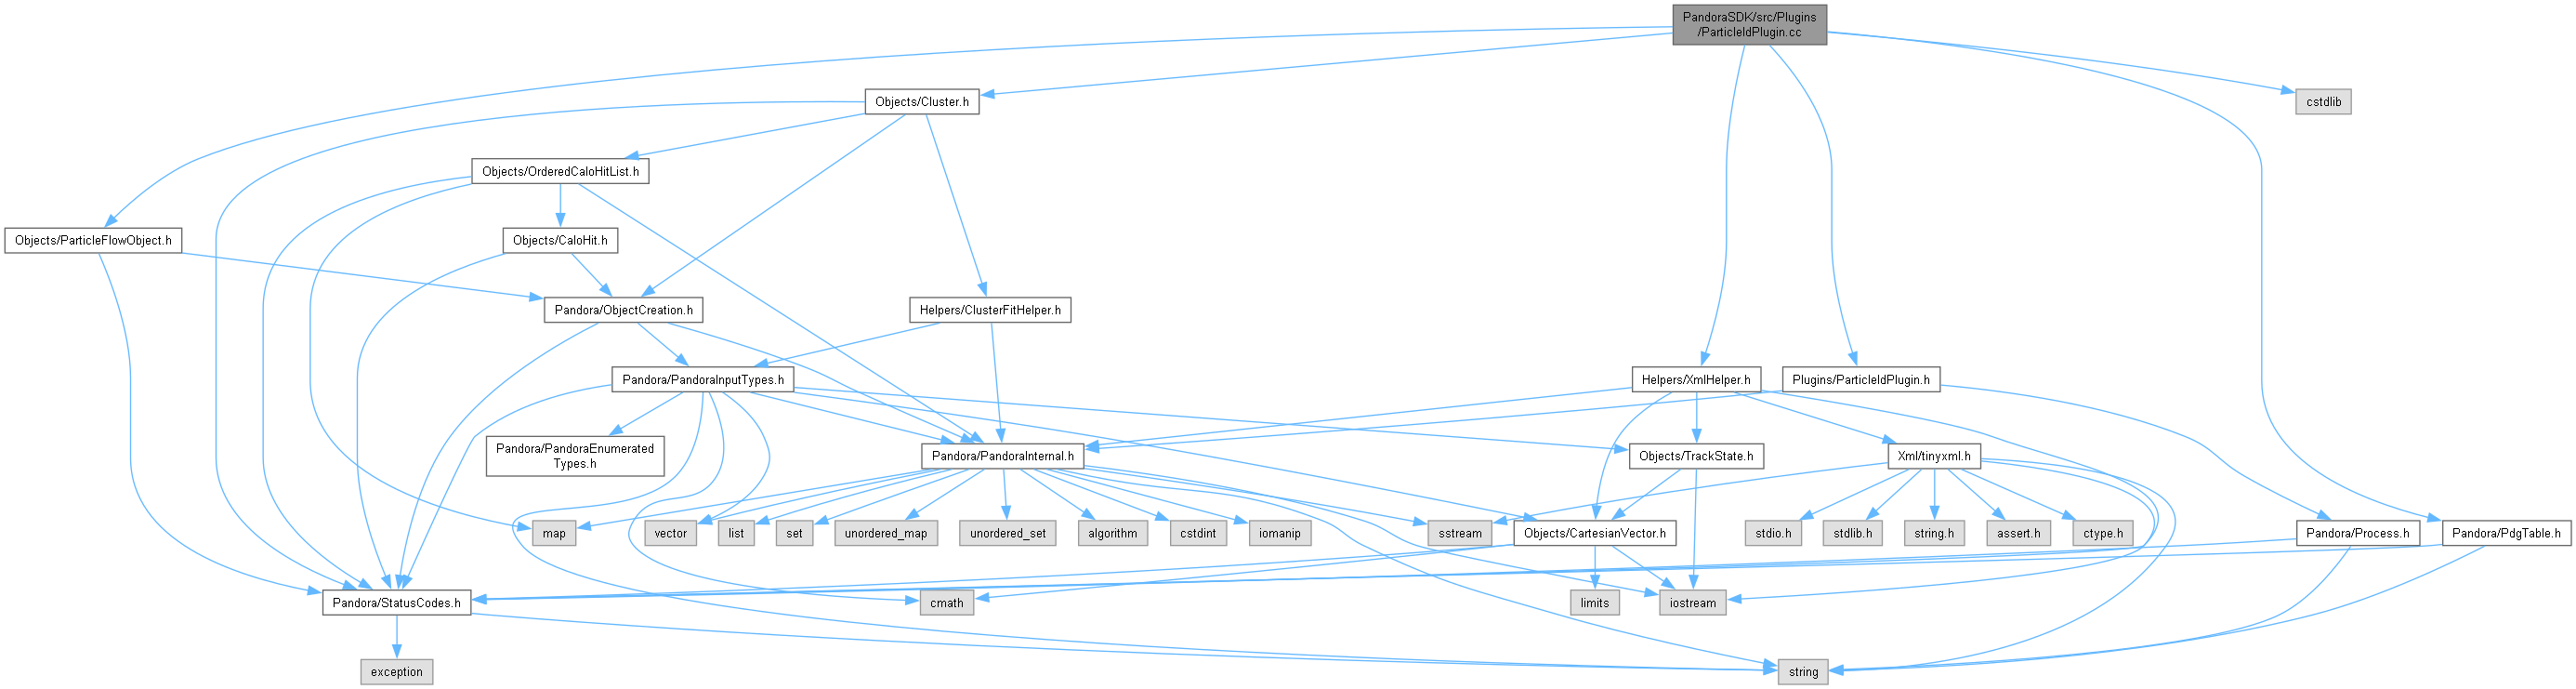 PandoraSDK/src/Plugins
/ParticleIdPlugin.cc
Objects/Cluster.h
cstdlib
Objects/OrderedCaloHitList.h
Objects/ParticleFlowObject.h
Objects/CaloHit.h
Pandora/ObjectCreation.h
Helpers/ClusterFitHelper.h
Pandora/PandoraInputTypes.h
Helpers/XmlHelper.h
Plugins/ParticleIdPlugin.h
Pandora/PandoraEnumerated
Types.h
Pandora/PandoraInternal.h
Objects/TrackState.h
Xml/tinyxml.h
map
vector
list
set
unordered_map
unordered_set
algorithm
cstdint
iomanip
sstream
Objects/CartesianVector.h
stdio.h
stdlib.h
string.h
assert.h
ctype.h
Pandora/Process.h
Pandora/PdgTable.h
Pandora/StatusCodes.h
cmath
limits
iostream
exception
string